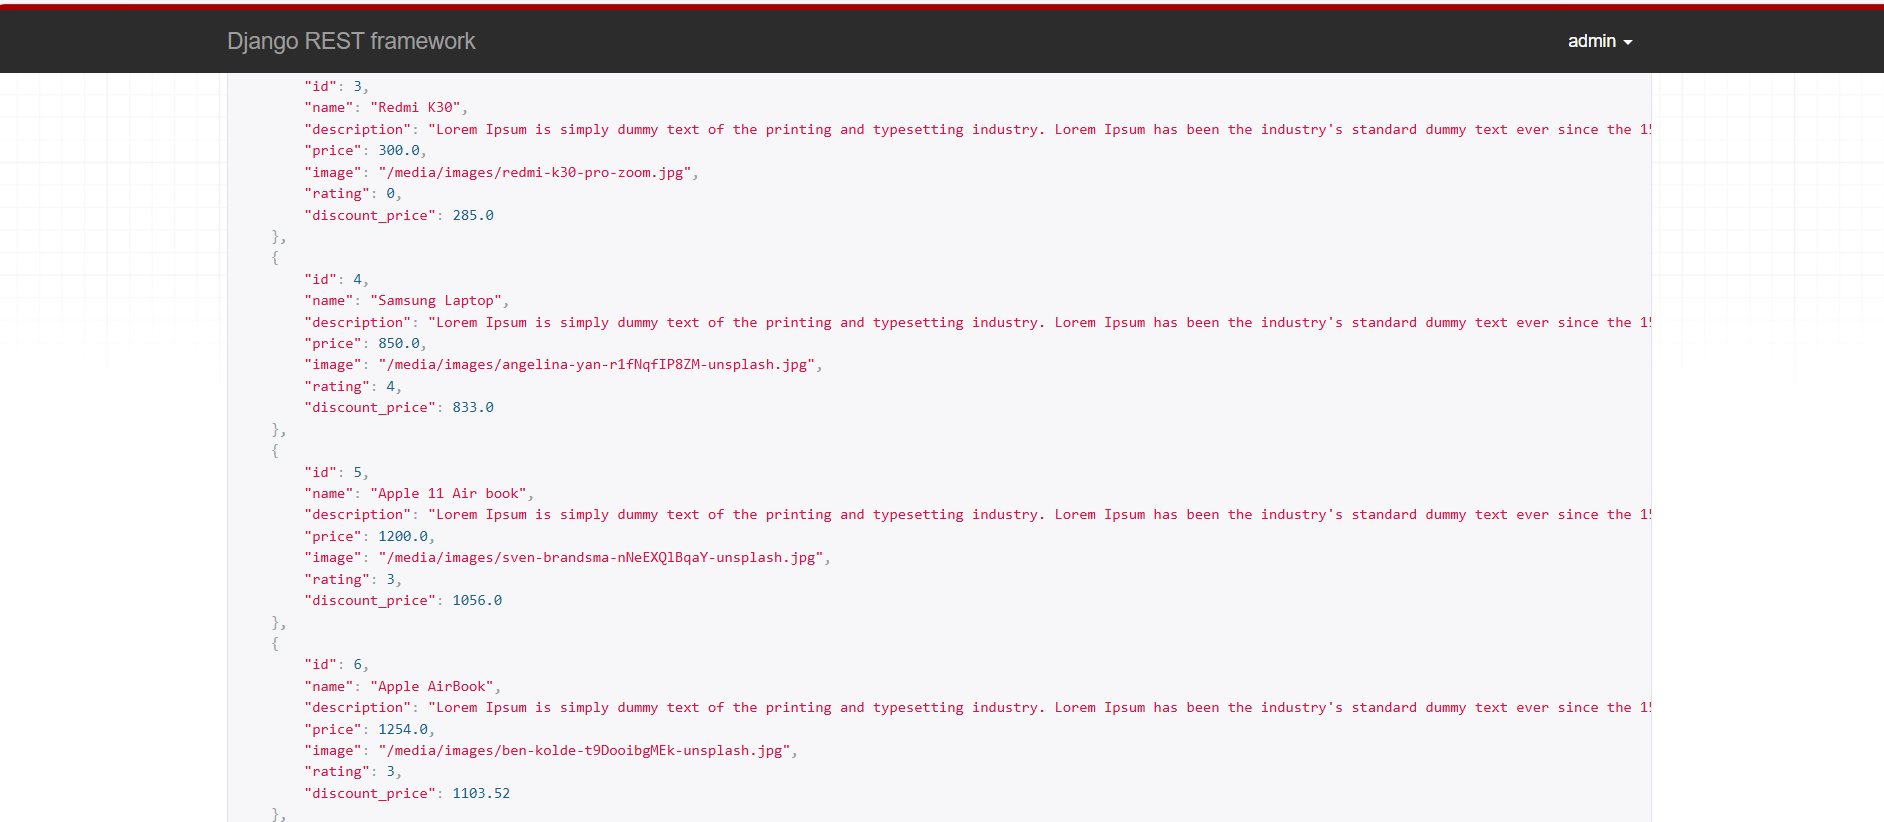 Django REST framework
admin
"id": 3,
"name": "Redmi K30",
"description": "Lorem Ipsum is simply dummy text of the printing and typesetting industry. Lorem Ipsum has been the industry's standard dummy text ever since the
"price": 300.0,
"image": "/media/images/redmi-k30-pro-zoom.jpg",
"rating": 0,
"discount_price": 285.0
},
{
"id": 4,
"name": "Samsung Laptop",
"description": "Lorem Ipsum is simply dummy text of the printing and typesetting industry. Lorem Ipsum has been the industry's standard dummy text ever since the
"price": 850.0,
"image": "/media/images/angelina-yan-r1fNqfIP8ZM-unsplash.jpg",
"rating": 4,
"discount_price": 833.0
},
{
"id": 5,
"name": "Apple 11 Air book",
"description": "Lorem Ipsum is simply dummy text of the printing and typesetting industry. Lorem Ipsum has been the industry's standard dummy text ever since the
"price": 1200.0,
"image": "/media/images/sven-brandsma-nNeEXQlBqaY-unsplash.jpg",
"rating": 3,
"discount_price": 1056.0
},
{
"id": 6,
"name": "Apple AirBook",
"description": "Lorem Ipsum is simply dummy text of the printing and typesetting industry. Lorem Ipsum has been the industry's standard dummy text ever since the
"price": 1254.0,
"image": "/media/images/ben-kolde-t9DooibgMEk-unsplash.jpg",
"rating": 3,
"discount_price": 1103.52
},